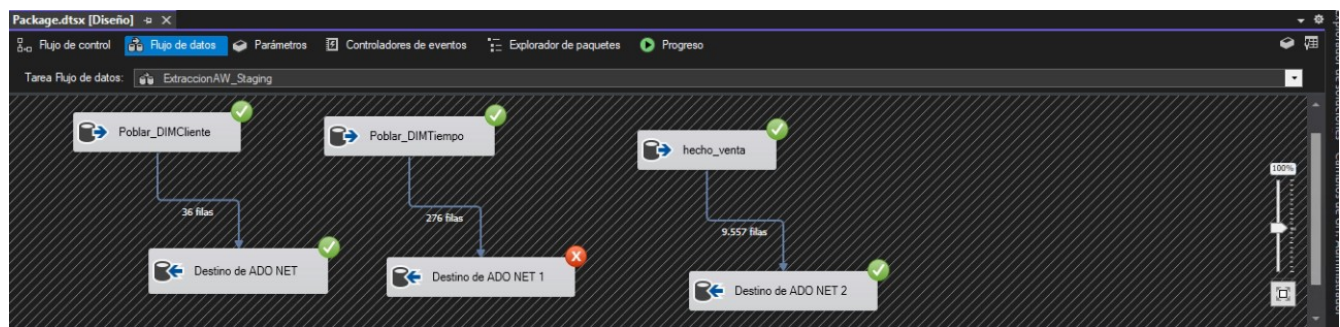 Package.dtsx [Diseño]
Flujo de control Flujo de datos Parámetros Controladores de eventos Explorador de paquetes Progreso
Tarea Flujo de datos: ExtraccionAW_Staging
Poblar_DIMCliente
Poblar_DIMTiempo
hecho_venta
100%
36 filas
276 filas
9.557 filas
Destino de ADO NET
Destino de ADO NET 1
Destino de ADO NET 2